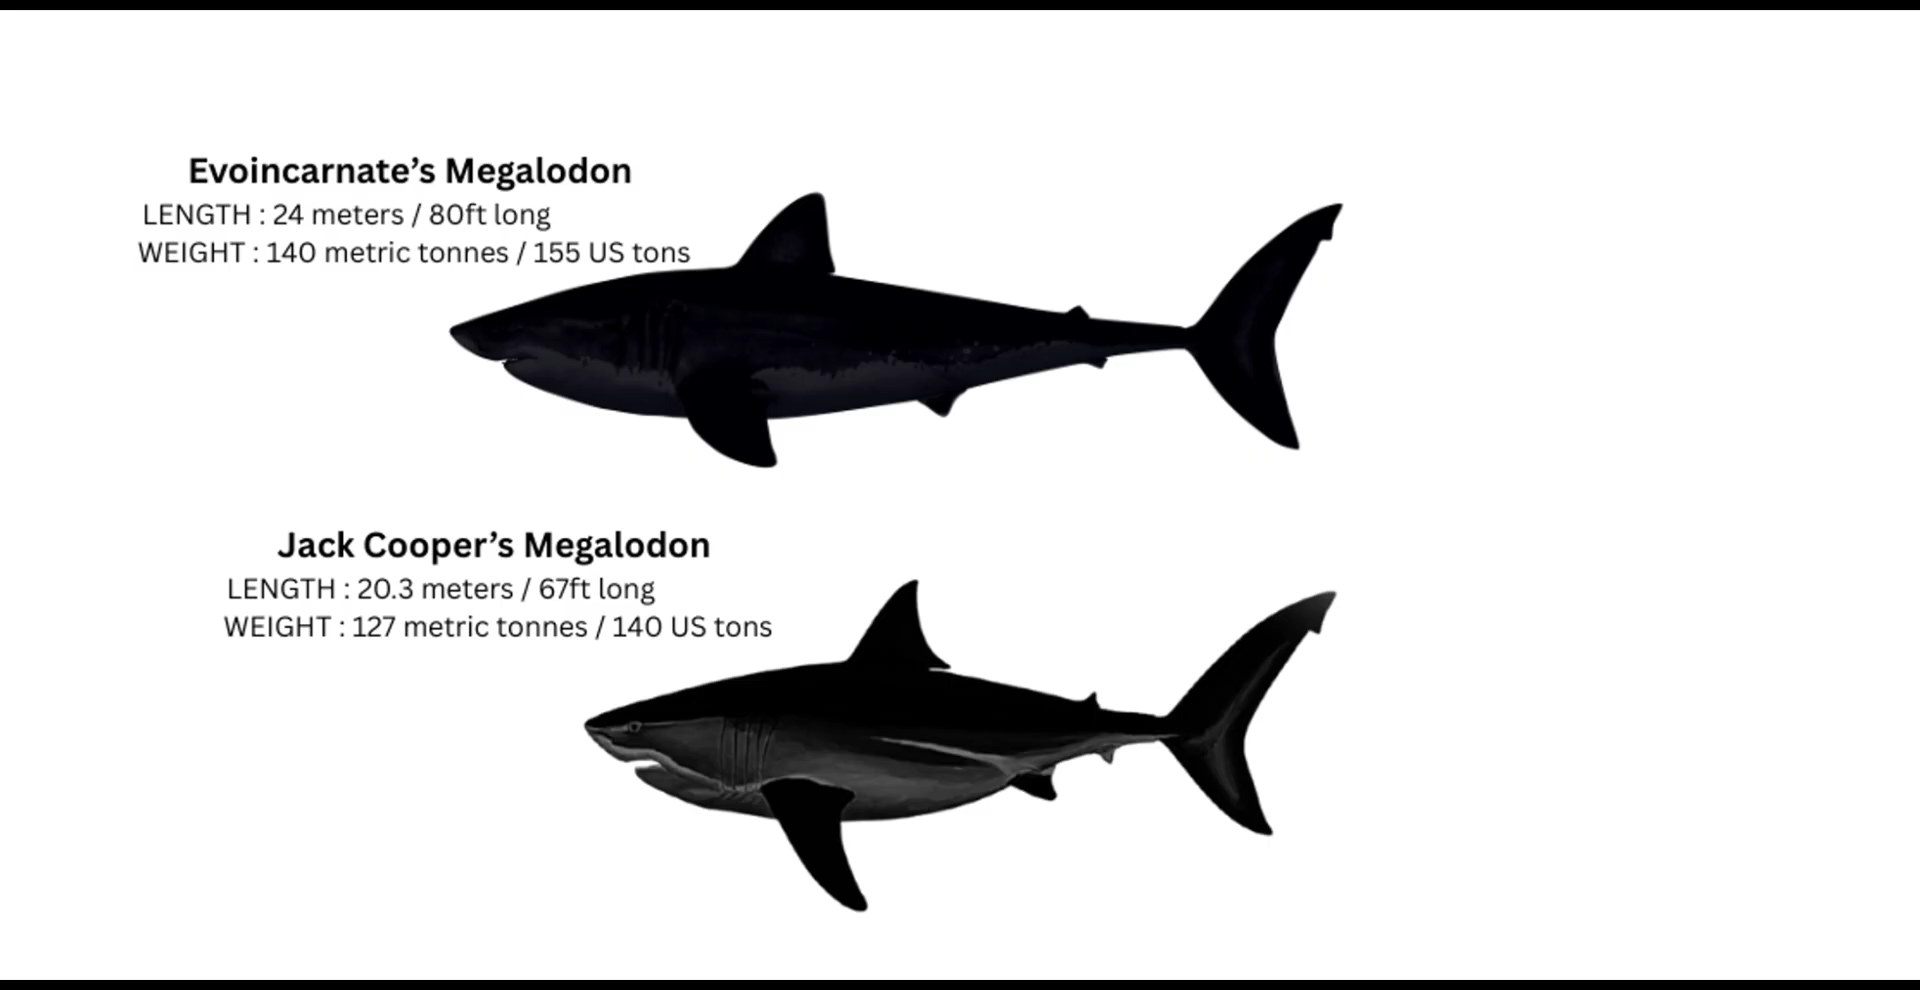 Evoincarnate’s Megalodon
LENGTH : 24 meters / 80ft long
WEIGHT : 140 metric tonnes / 155 US tons
Jack Cooper’s Megalodon
LENGTH : 20.3 meters / 67ft long
WEIGHT : 127 metric tonnes / 140 US tons